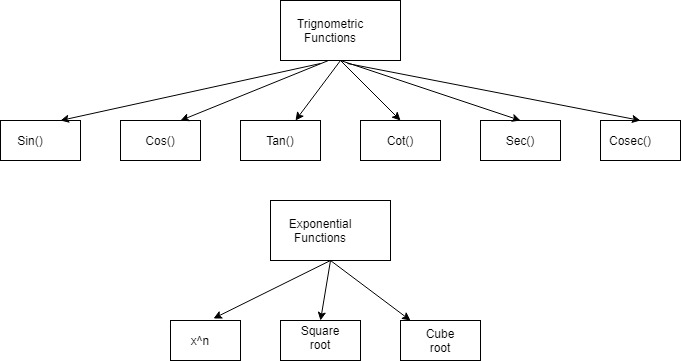 Trignometric
Functions
Sin()
Cos()
Tan()
Cot()
Sec()
Cosec()
Exponential
Functions
x^n
Square
root
Cube
root